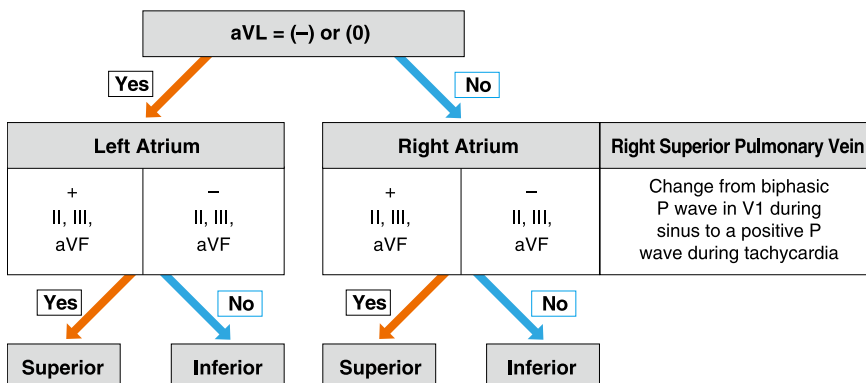 aVL = (–) or (0)
Yes
No
Left Atrium
Right Atrium
Right Superior Pulmonary Vein
+
II, III,
aVF
–
II, III,
aVF
+
II, III,
aVF
–
II, III,
aVF
Change from biphasic
P wave in V1 during
sinus to a positive P
wave during tachycardia
Yes
No
Yes
No
Superior
Inferior
Superior
Inferior